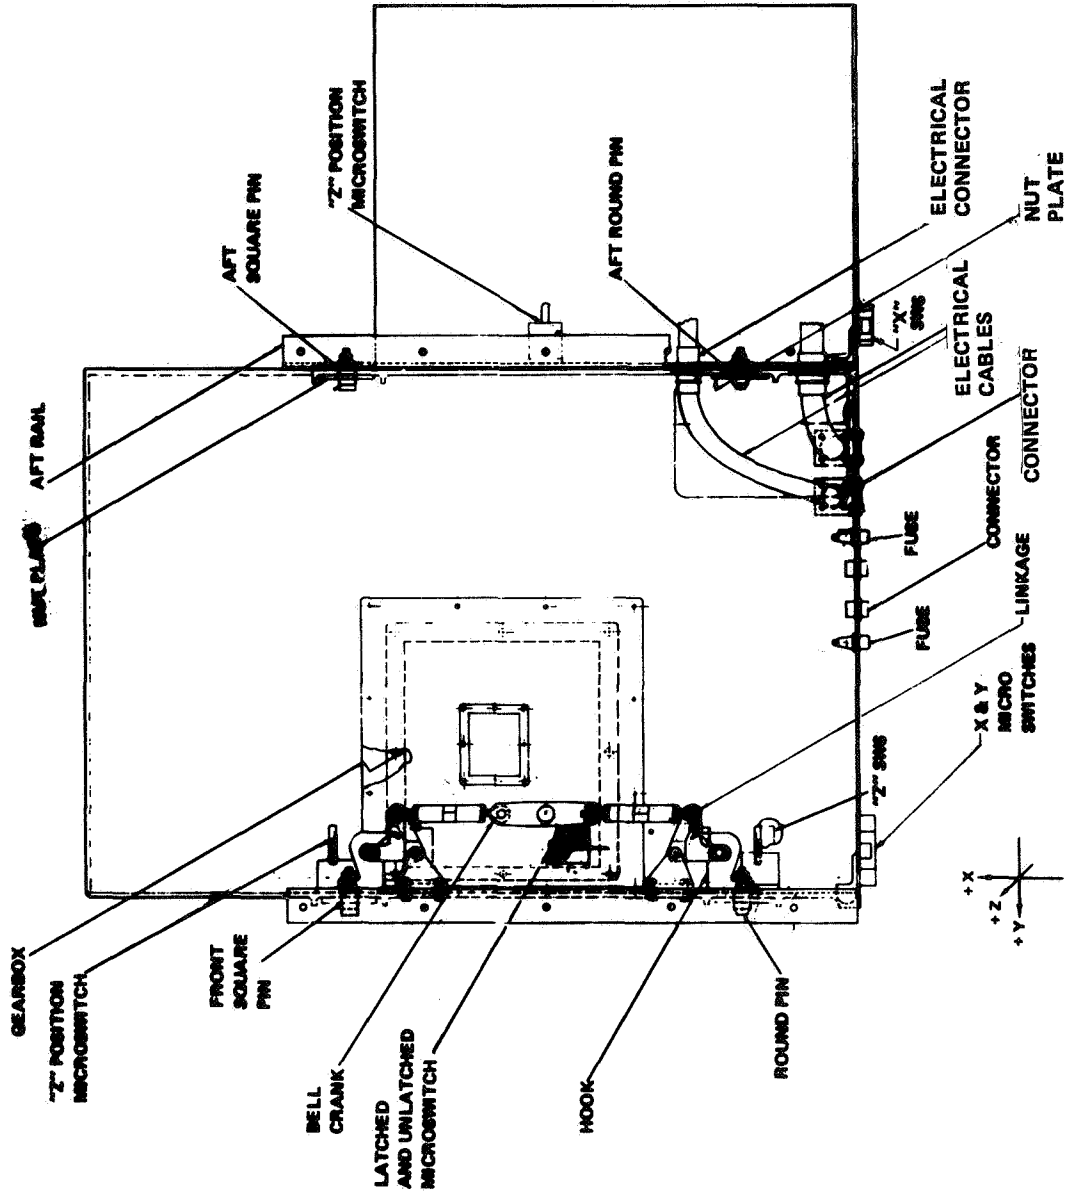 GEARBOX
"Z" POSITION
MICROSWITCH
FRONT
SQUARE
PIN
BELL
CRANK
LATCHED
AND UNLATCHED
MICROSWITCH
HOOK
ROUND PIN
+X
+Z
+Y
PLATE
AFT RAIL
AFT
SQUARE PIN
"Z" POSITION
MICROSWITCH
AFT ROUND PIN
ELECTRICAL
CONNECTOR
NUT
PLATE
"X"
SWS
ELECTRICAL
CABLES
CONNECTOR
CONNECTOR
FUSE
FUSE
LINKAGE
X & Y
MICRO
SWITCHES
"Z" SWS